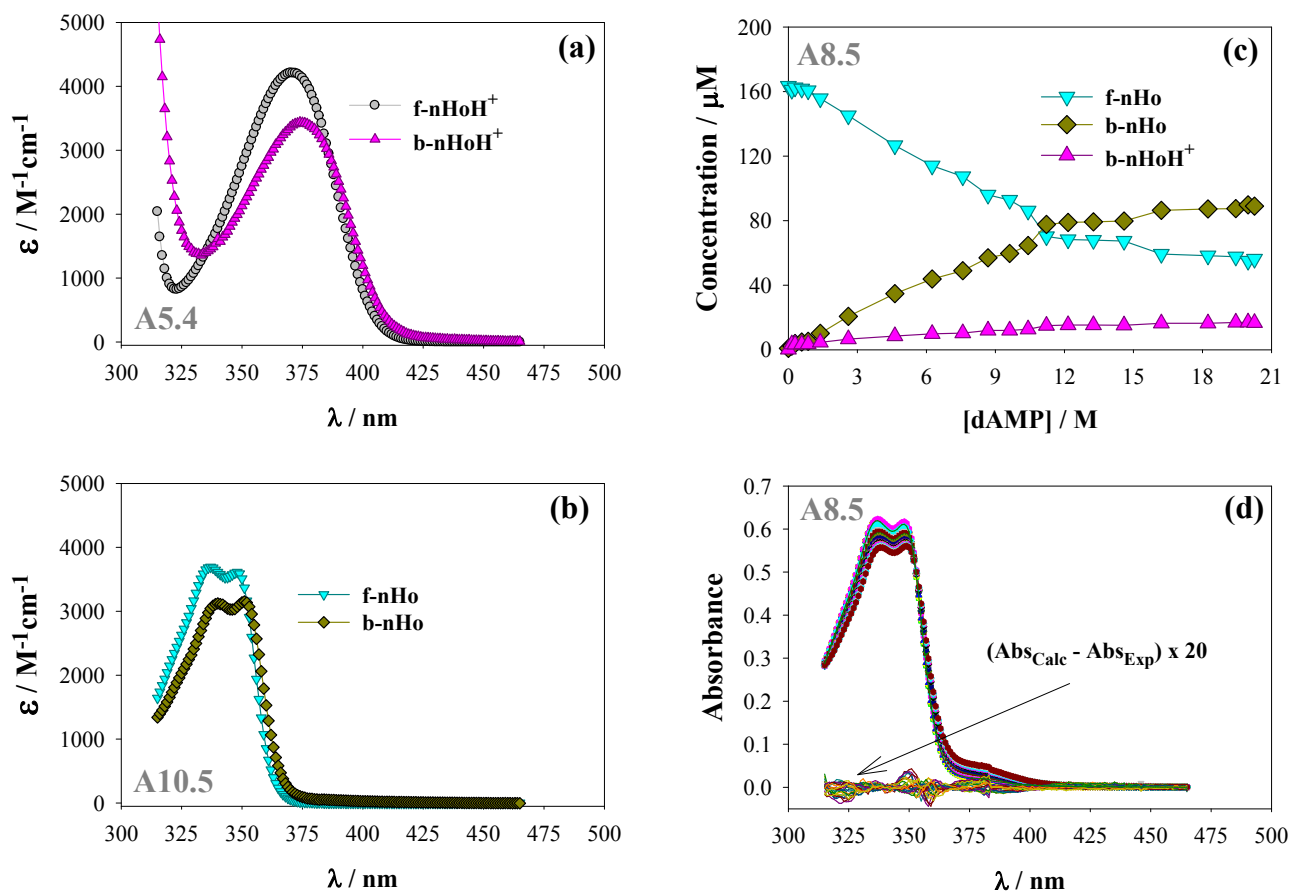 (a)
5000
4000
3000
2000
1000
0
ε / M⁻¹cm⁻¹
f-nHoH⁺
b-nHoH⁺
A5.4
300 325 350 375 400 425 450 475 500
λ / nm
(b)
5000
4000
3000
2000
1000
0
ε / M⁻¹cm⁻¹
f-nHo
b-nHo
A10.5
300 325 350 375 400 425 450 475 500
λ / nm
(c)
A8.5
200
160
120
80
40
0
Concentration / μM
f-nHo
b-nHo
b-nHoH⁺
0 3 6 9 12 15 18 21
[dAMP] / M
(d)
A8.5
0.7
0.6
0.5
0.4
0.3
0.2
0.1
0.0
Absorbance
(Abs_Calc - Abs_Exp) x 20
300 325 350 375 400 425 450 475 500
λ / nm